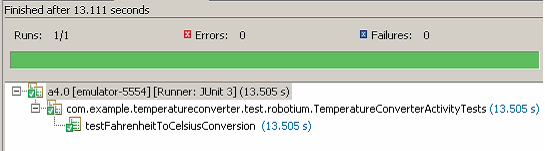 Finished after 13.111 seconds
Runs: 1/1 Errors: 0 Failures: 0
a4.0 [emulator-5554] [Runner: JUnit 3] (13.505 s)
com.example.temperatureconverter.test.robotium.TemperatureConverterActivityTests (13.505 s)
testFahrenheitToCelsiusConversion (13.505 s)